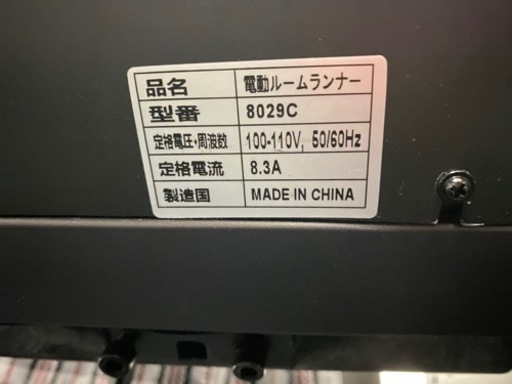 品名 電動ルームランナー
型番 8029C
定格電圧・周波数 100-110V, 50/60Hz
定格電流 8.3A
製造国 MADE IN CHINA